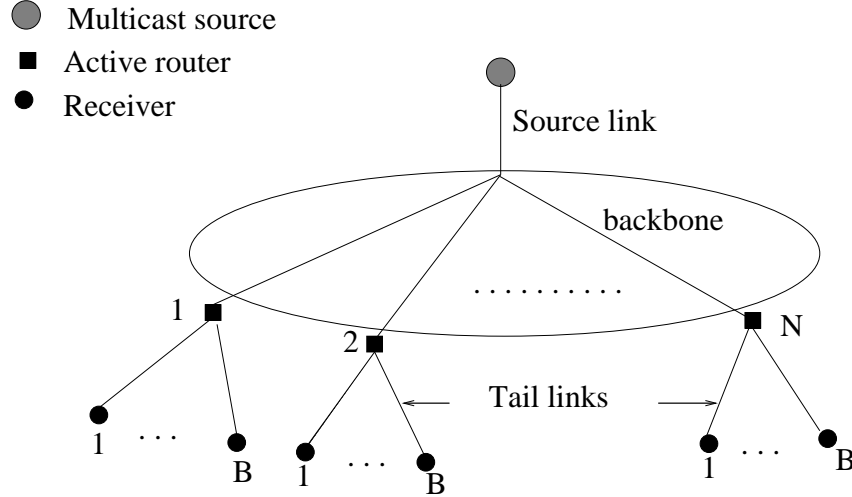 Multicast source
Active router
Receiver
Source link
backbone
. . . . . . . . . .
1
2
N
Tail links
1 . . . B
1 . . . B
1 . . . B